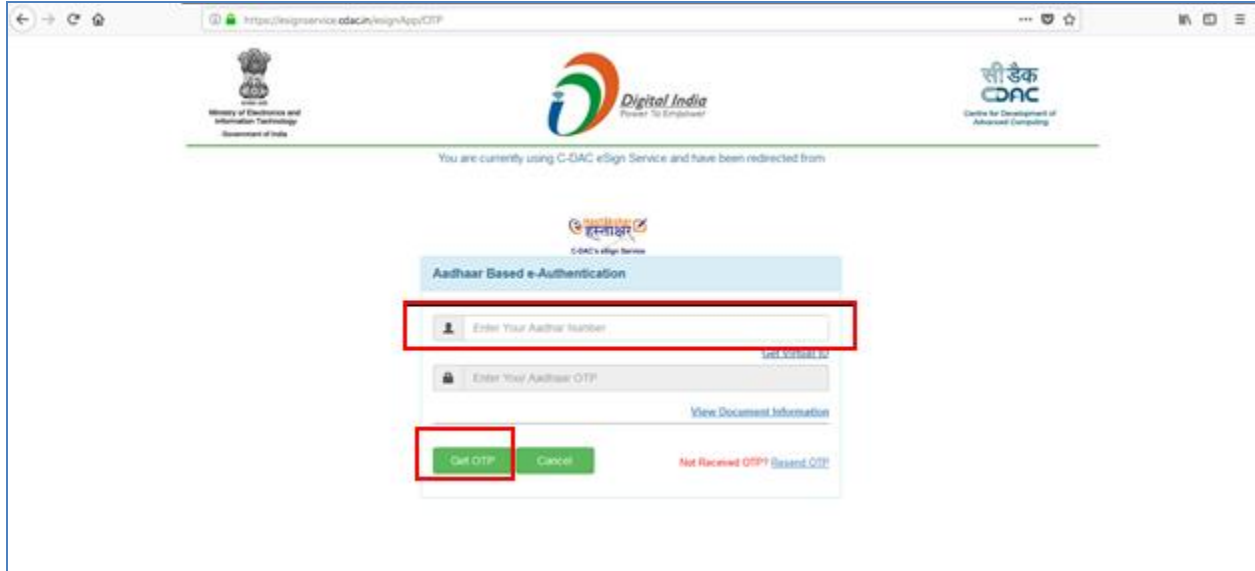 https://esignservice.cdac.in/esignApp/OTP
Ministry of Electronics and
Information Technology
Government of India
Digital India
Power To Empower
सी डैक
CDAC
Centre for Development of
Advanced Computing
You are currently using C-DAC eSign Service and have been redirected from
हस्ताक्षर
C-DAC's eSign Service
Aadhaar Based e-Authentication
Enter Your Aadhar Number
Get Virtual ID
Enter Your Aadhaar OTP
View Document Information
Get OTP Cancel Not Received OTP? Resend OTP